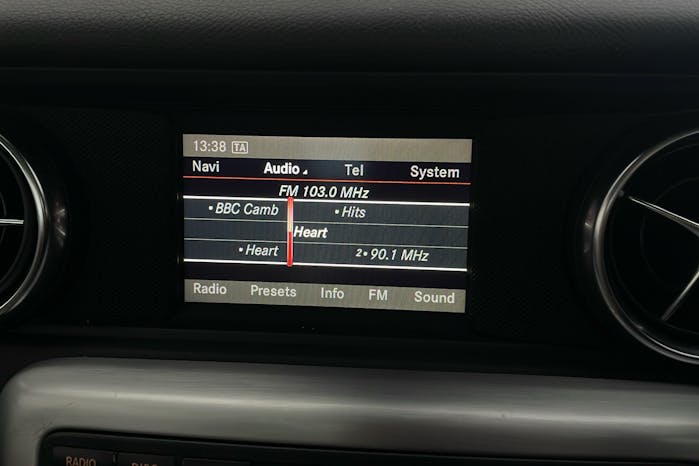 13:38 TA
Navi Audio Tel System
FM 103.0 MHz
•BBC Camb •Hits
Heart
•Heart 2•90.1 MHz
Radio Presets Info FM Sound
RADIO DISC